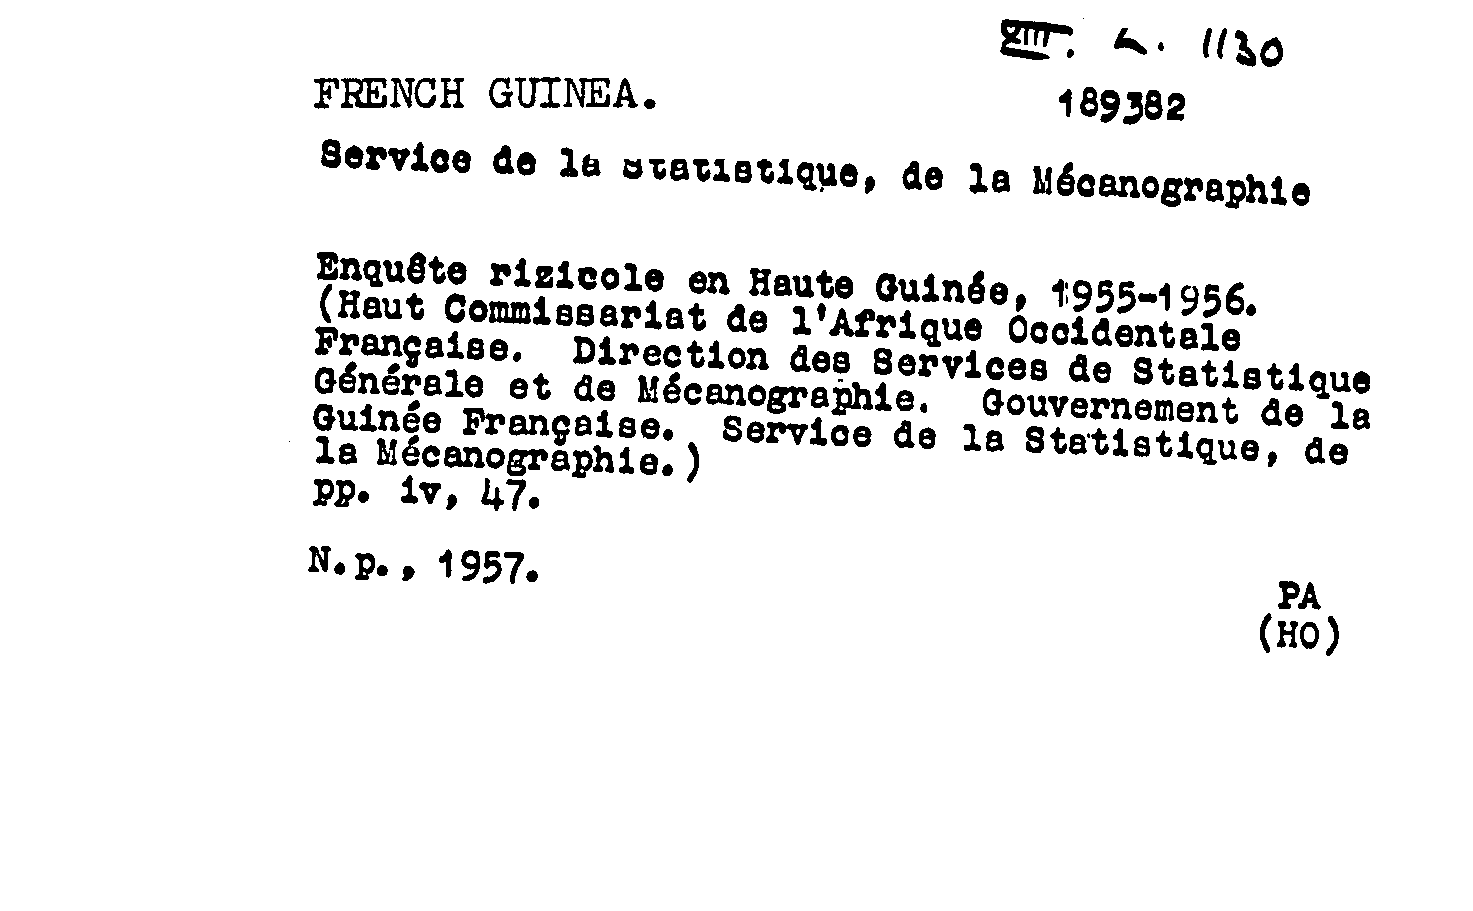 XIII. L. 1130
FRENCH GUINEA.
189382
Service de la Statistique, de la Mécanographie
Enquête rizicole en Haute Guinée, 1955-1956.
(Haut Commissariat de l'Afrique Occidentale
Française. Direction des Services de Statistique
Générale et de Mécanographie. Gouvernement de la
Guinée Française. Service de la Statistique, de
la Mécanographie.)
pp. iv, 47.
N.p., 1957.
PA
(HO)